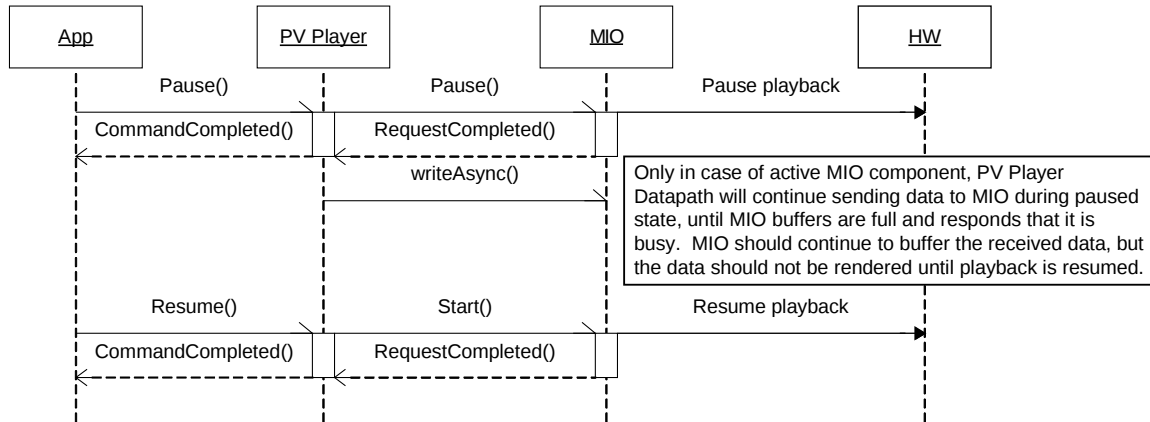 App
PV Player
MIO
HW
Pause()
Pause()
Pause playback
CommandCompleted()
RequestCompleted()
writeAsync()
Only in case of active MIO component, PV Player
Datapath will continue sending data to MIO during paused
state, until MIO buffers are full and responds that it is
busy.  MIO should continue to buffer the received data, but
the data should not be rendered until playback is resumed.
Resume()
Start()
Resume playback
CommandCompleted()
RequestCompleted()